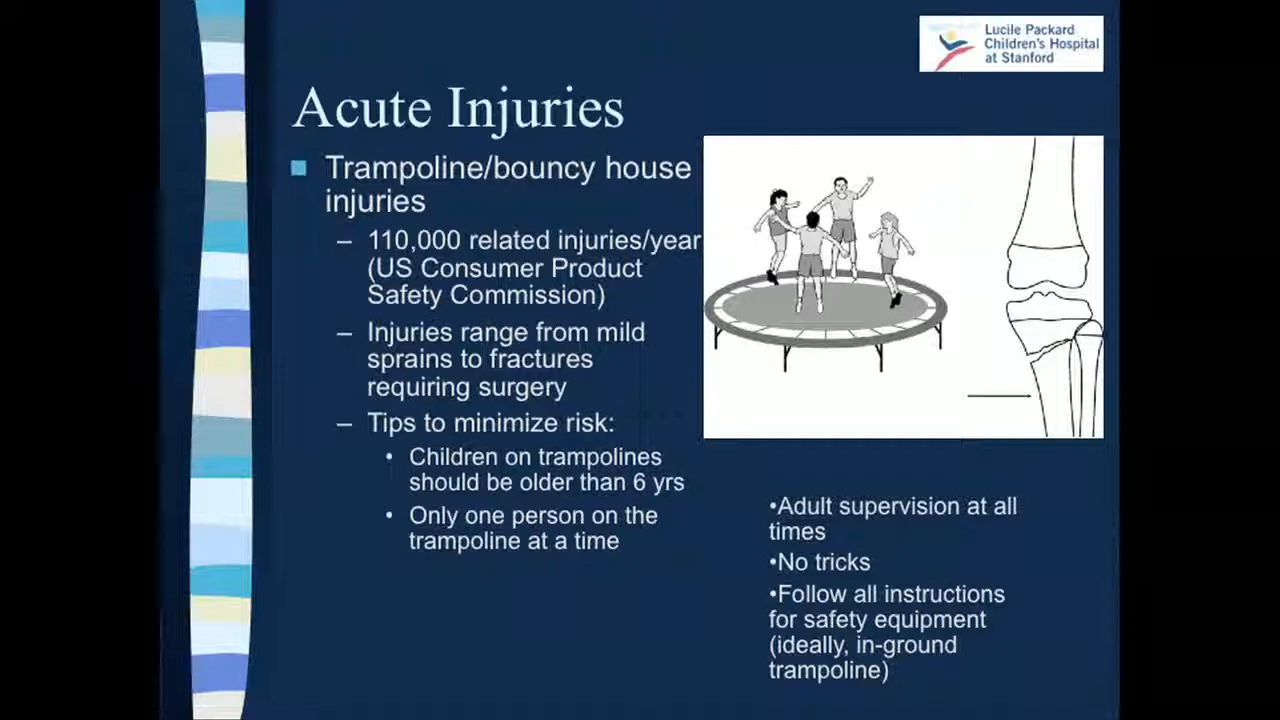 Lucile Packard
Children's Hospital
at Stanford
Acute Injuries
Trampoline/bouncy house
injuries
– 110,000 related injuries/year
(US Consumer Product
Safety Commission)
– Injuries range from mild
sprains to fractures
requiring surgery
– Tips to minimize risk:
• Children on trampolines
should be older than 6 yrs
• Only one person on the
trampoline at a time
•Adult supervision at all
times
•No tricks
•Follow all instructions
for safety equipment
(ideally, in-ground
trampoline)